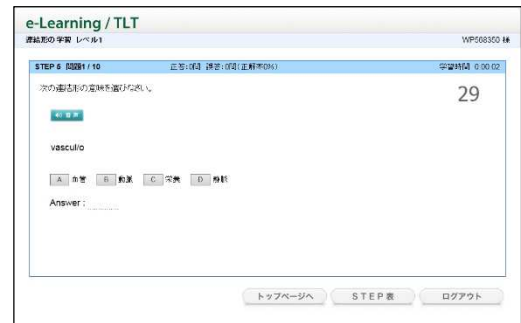 e-Learning / TLT
連結形の学習 レベル1
WP568350 様
STEP 6 問題1 / 10 正答:0問 誤答:0問(正解率0%) 学習時間 0:00:02
次の連結形の意味を選びなさい。
29
音声
vascul/o
A 血管 B 動脈 C 栄養 D 静脈
Answer :
トップページへ STEP表 ログアウト